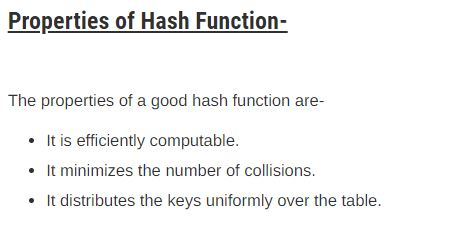 Properties of Hash Function-
The properties of a good hash function are-
• It is efficiently computable.
• It minimizes the number of collisions.
• It distributes the keys uniformly over the table.